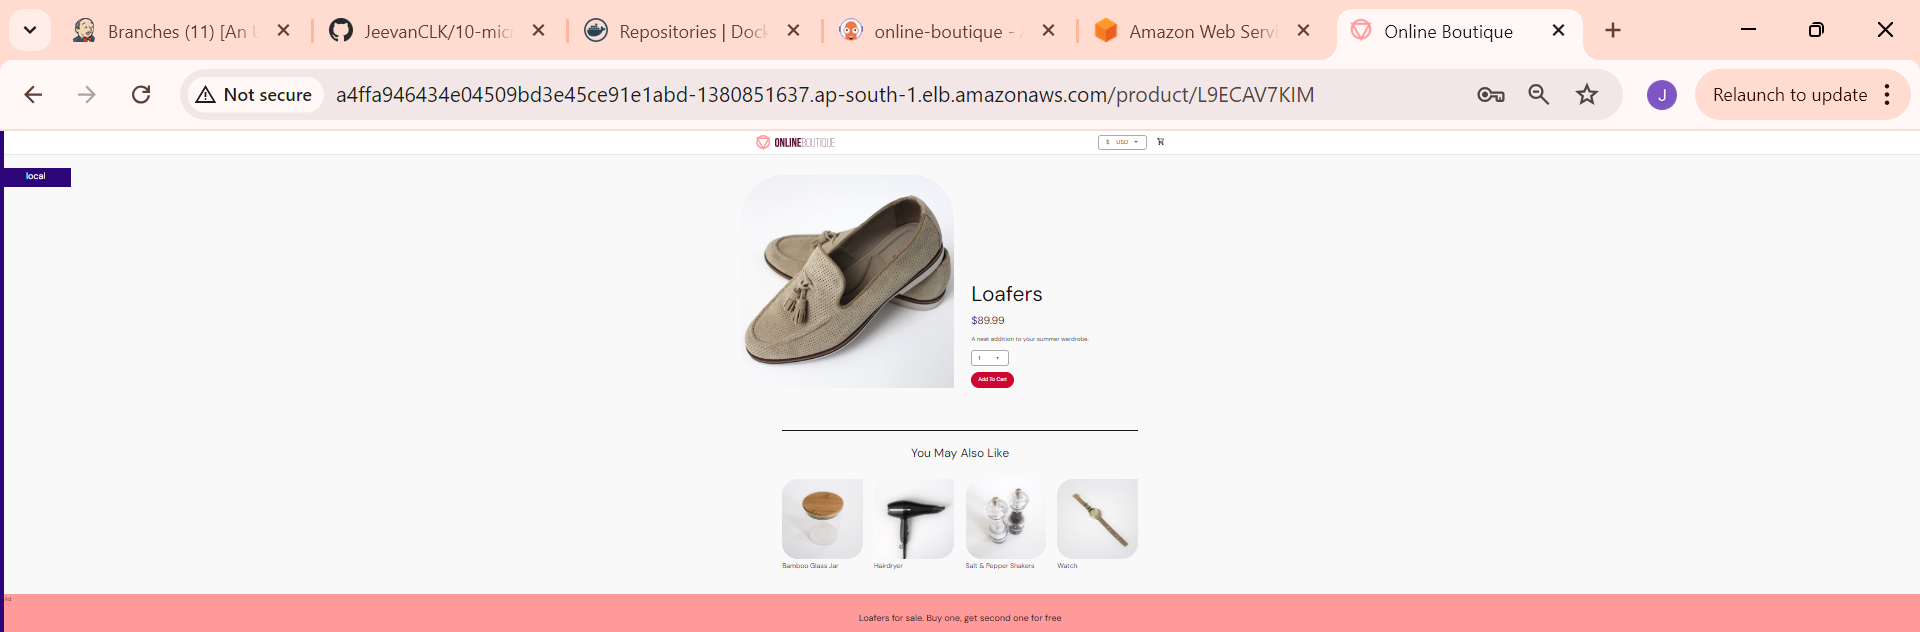 Branches (11) [An U
JeevanCLK/10-mic
Repositories | Dock
online-boutique - A
Amazon Web Servi
Online Boutique
Not secure
a4ffa946434e04509bd3e45ce91e1abd-1380851637.ap-south-1.elb.amazonaws.com/product/L9ECAV7KIM
J
Relaunch to update
ONLINEBOUTIQUE
$ USD
local
Loafers
$89.99
A neat addition to your summer wardrobe.
1
Add To Cart
You May Also Like
Bamboo Glass Jar
Hairdryer
Salt & Pepper Shakers
Watch
Ad
Loafers for sale. Buy one, get second one for free